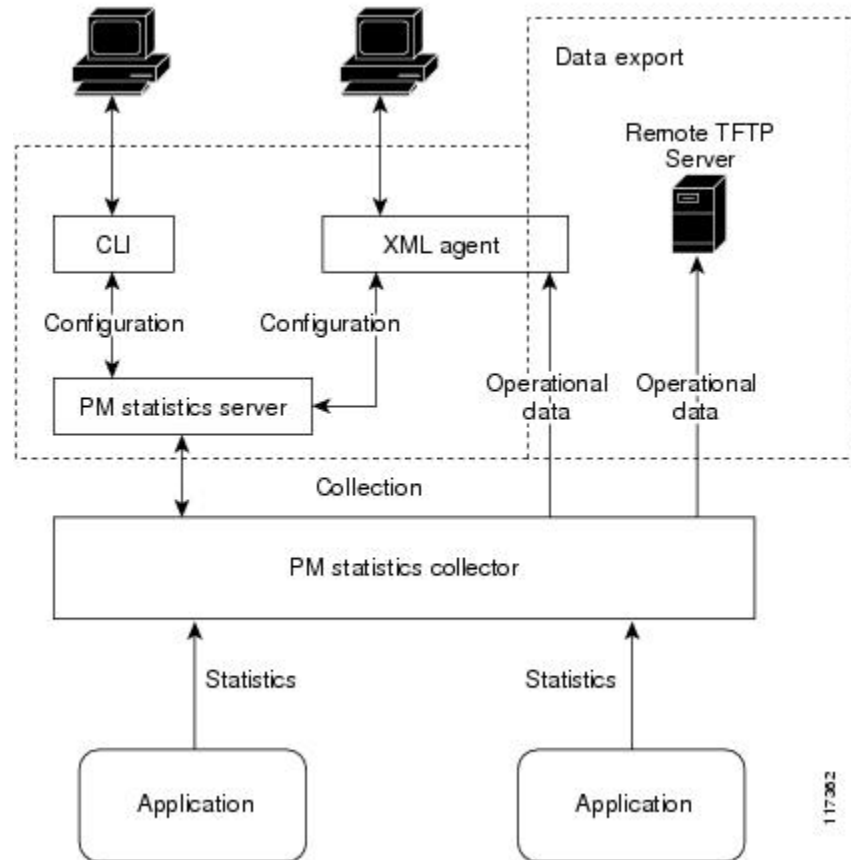 Data export
Remote TFTP
Server
CLI
XML agent
Configuration
Configuration
PM statistics server
Operational
data
Operational
data
Collection
PM statistics collector
Statistics
Statistics
Application
Application
117362